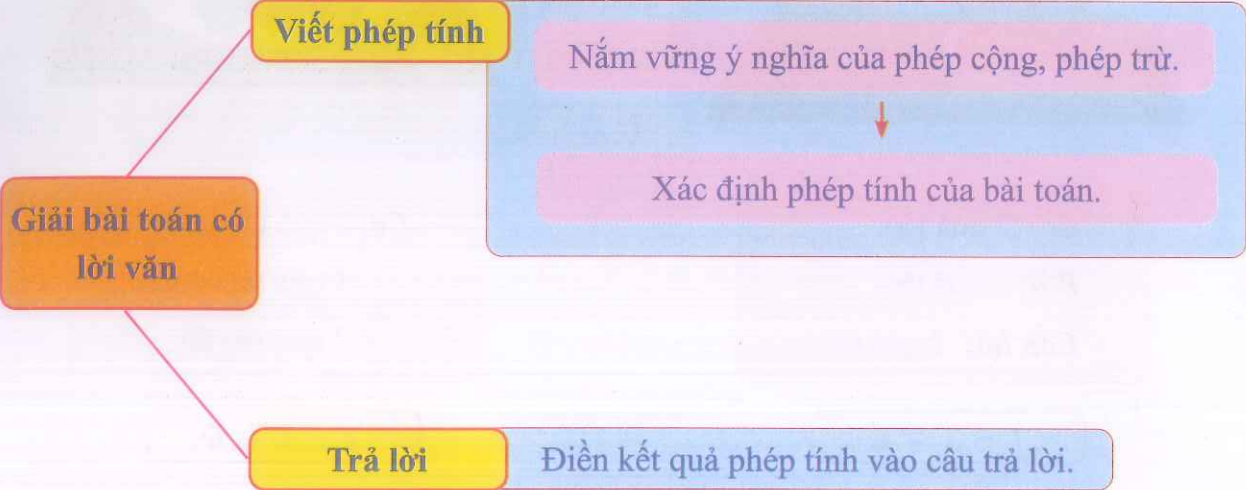 Viết phép tính
Nắm vững ý nghĩa của phép cộng, phép trừ.
Xác định phép tính của bài toán.
Giải bài toán có
lời văn
Trả lời
Điền kết quả phép tính vào câu trả lời.